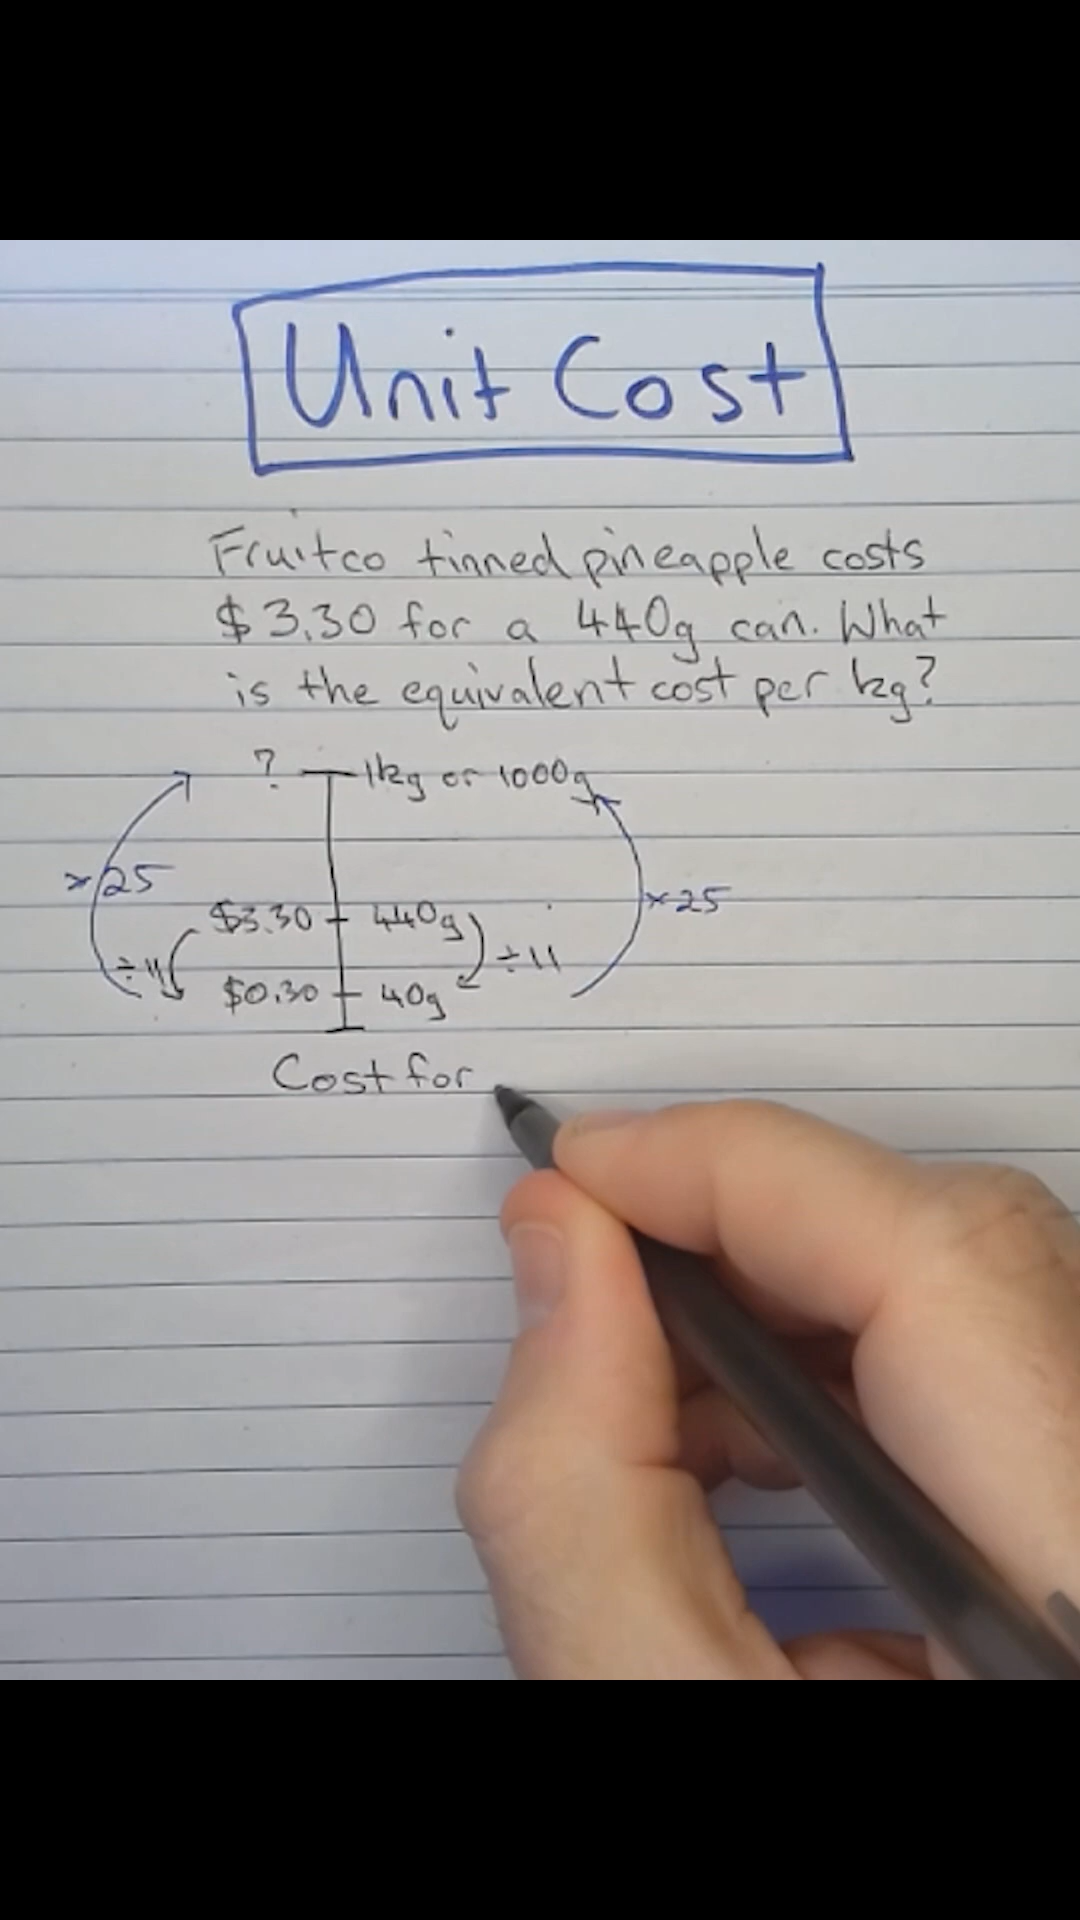 Unit Cost
Fruitco tinned pineapple costs
$3.30 for a 440g can. What
is the equivalent cost per kg?
? 1kg or 1000g
×25 ×25
$3.30 440g
÷11 ÷11
$0.30 40g
Cost for